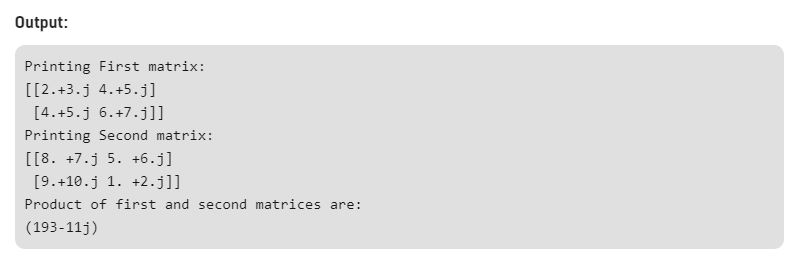 Output:
Printing First matrix:
[[2.+3.j 4.+5.j]
 [4.+5.j 6.+7.j]]
Printing Second matrix:
[[8. +7.j 5. +6.j]
 [9.+10.j 1. +2.j]]
Product of first and second matrices are:
(193-11j)